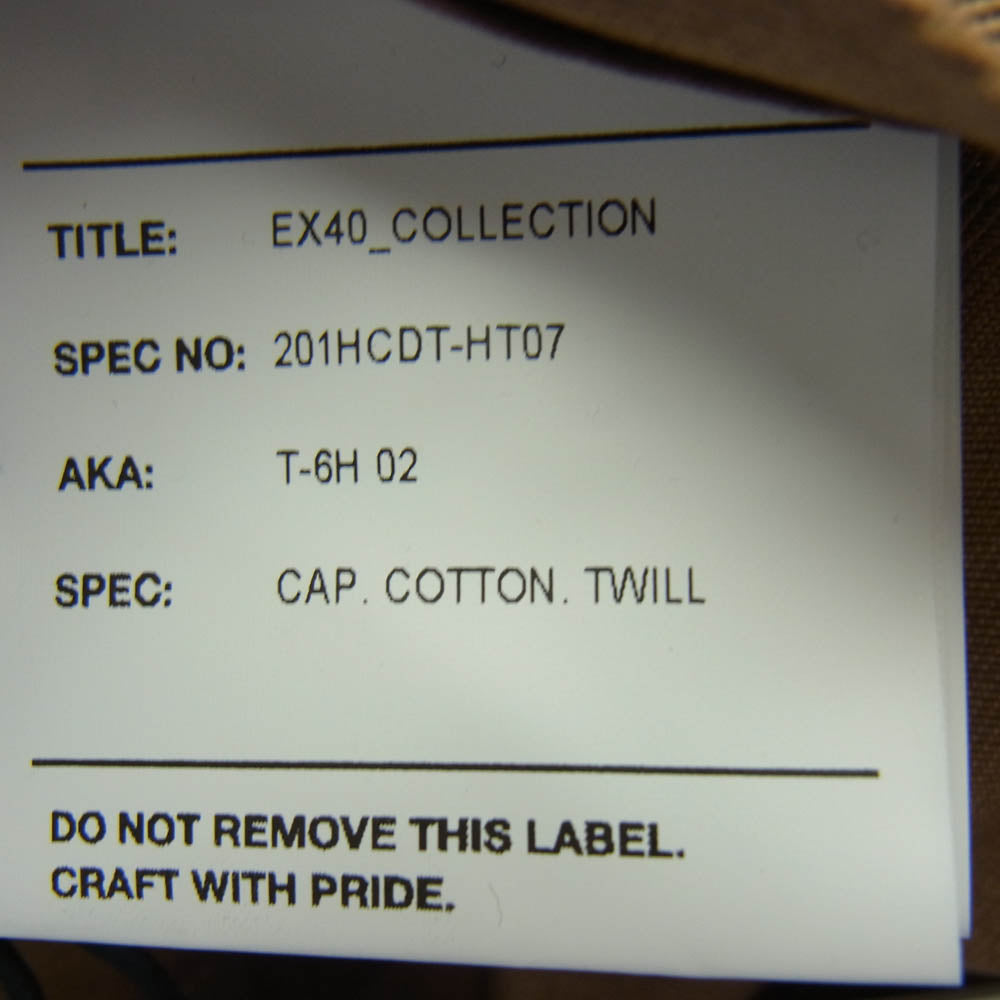 TITLE: EX40_COLLECTION
SPEC NO: 201HCDT-HT07
AKA: T-6H 02
SPEC: CAP. COTTON. TWILL
DO NOT REMOVE THIS LABEL.
CRAFT WITH PRIDE.